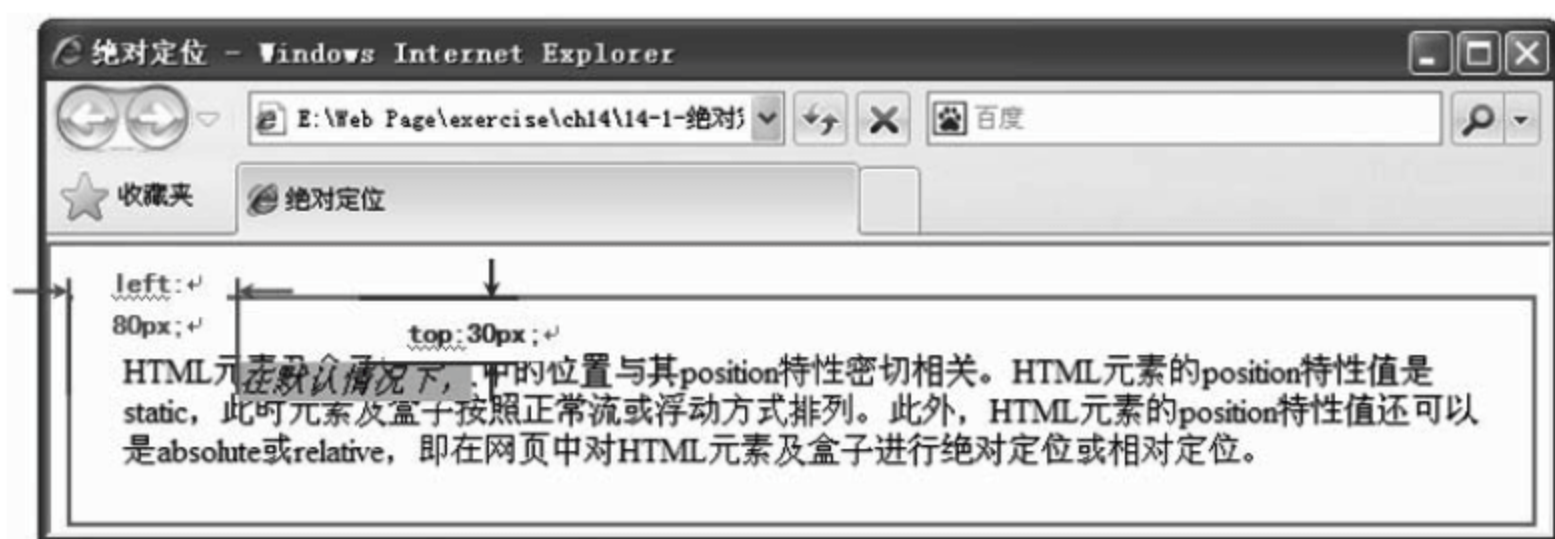 绝对定位 - Windows Internet Explorer
E:\Web Page\exercise\ch14\14-1-绝对
百度
收藏夹
绝对定位
left:
80px;
top:30px;
HTML元素及盒子 中的位置与其position特性密切相关。HTML元素的position特性值是
在默认情况下，
static，此时元素及盒子按照正常流或浮动方式排列。此外，HTML元素的position特性值还可以
是absolute或relative，即在网页中对HTML元素及盒子进行绝对定位或相对定位。